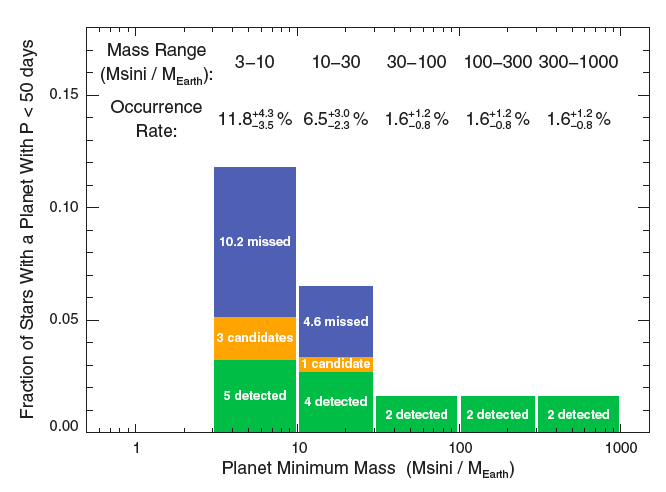 Mass Range
(Msini / MEarth):
3–10 10–30 30–100 100–300 300–1000
Occurrence
Rate:
11.8+4.3−3.5 % 6.5+3.0−2.3 % 1.6+1.2−0.8 % 1.6+1.2−0.8 % 1.6+1.2−0.8 %
Fraction of Stars With a Planet With P < 50 days
0.15
0.10
0.05
0.00
10.2 missed
3 candidates
5 detected
4.6 missed
1 candidate
4 detected
2 detected
2 detected
2 detected
1 10 100 1000
Planet Minimum Mass (Msini / MEarth)